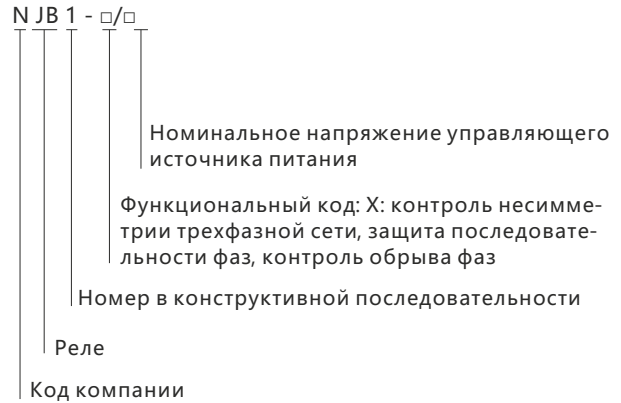 N JB 1 - □/□
Номинальное напряжение управляющего
источника питания
Функциональный код: X: контроль несимме-
трии трехфазной сети, защита последовате-
льности фаз, контроль обрыва фаз
Номер в конструктивной последовательности
Реле
Код компании